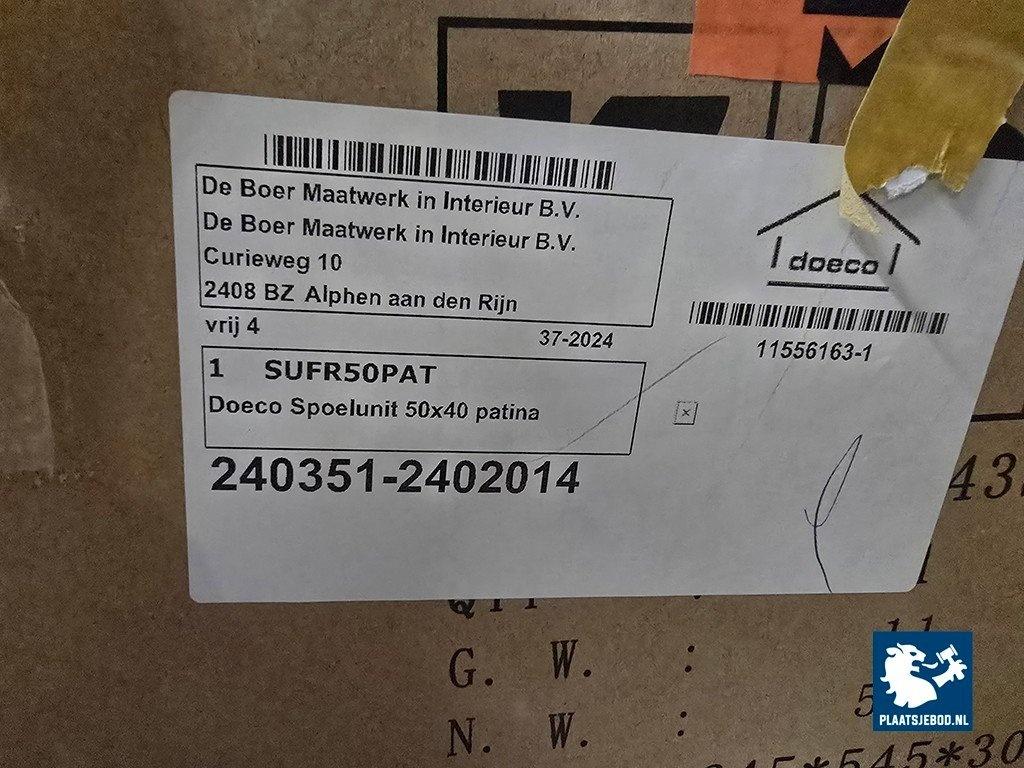 De Boer Maatwerk in Interieur B.V.
De Boer Maatwerk in Interieur B.V.
Curieweg 10
2408 BZ Alphen aan den Rijn
vrij 4
37-2024
1 SUFR50PAT
Doeco Spoelunit 50x40 patina
240351-2402014
doeco
11556163-1
G. W. :
N. W. :
PLAATSJEBOD.NL